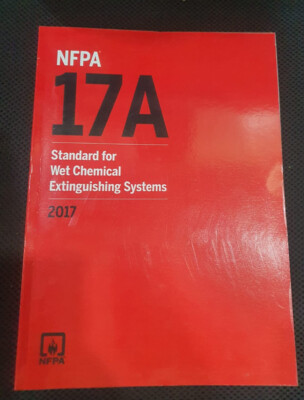 NFPA
17A
Standard for
Wet Chemical
Extinguishing Systems
2017
NFPA